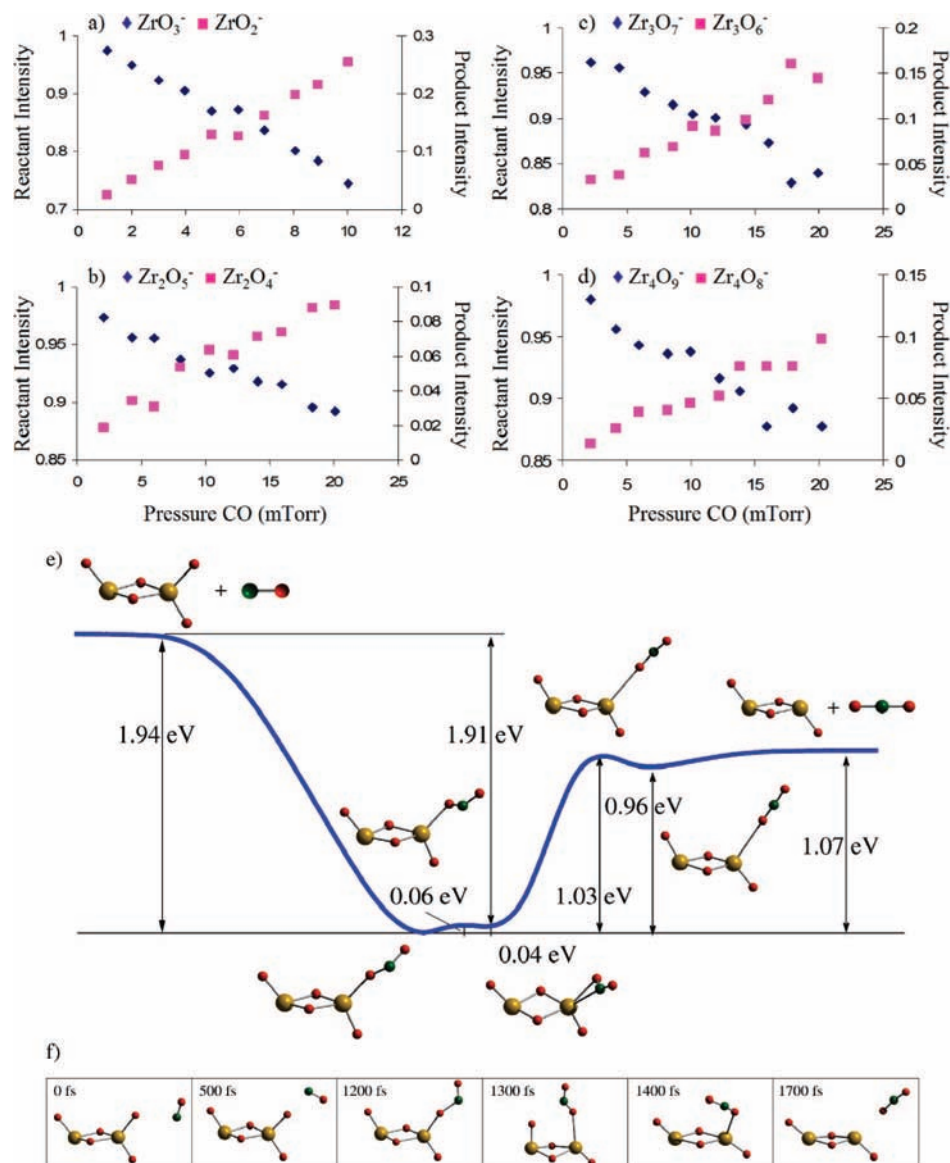 a) ZrO3- ZrO2-
Reactant Intensity
1
0.9
0.8
0.7
0.3
0.2
0.1
0
Product Intensity
0 2 4 6 8 10 12
c) Zr3O7- Zr3O6-
Reactant Intensity
1
0.95
0.9
0.85
0.8
0.2
0.15
0.1
0.05
0
Product Intensity
0 5 10 15 20 25
b) Zr2O5- Zr2O4-
Reactant Intensity
1
0.95
0.9
0.85
0.1
0.08
0.06
0.04
0.02
0
Product Intensity
0 5 10 15 20 25
Pressure CO (mTorr)
d) Zr4O9- Zr4O8-
Reactant Intensity
1
0.95
0.9
0.85
0.15
0.1
0.05
0
Product Intensity
0 5 10 15 20 25
Pressure CO (mTorr)
e)
+
+
1.94 eV
1.91 eV
0.96 eV
0.06 eV
1.03 eV
1.07 eV
0.04 eV
f)
0 fs 500 fs 1200 fs 1300 fs 1400 fs 1700 fs